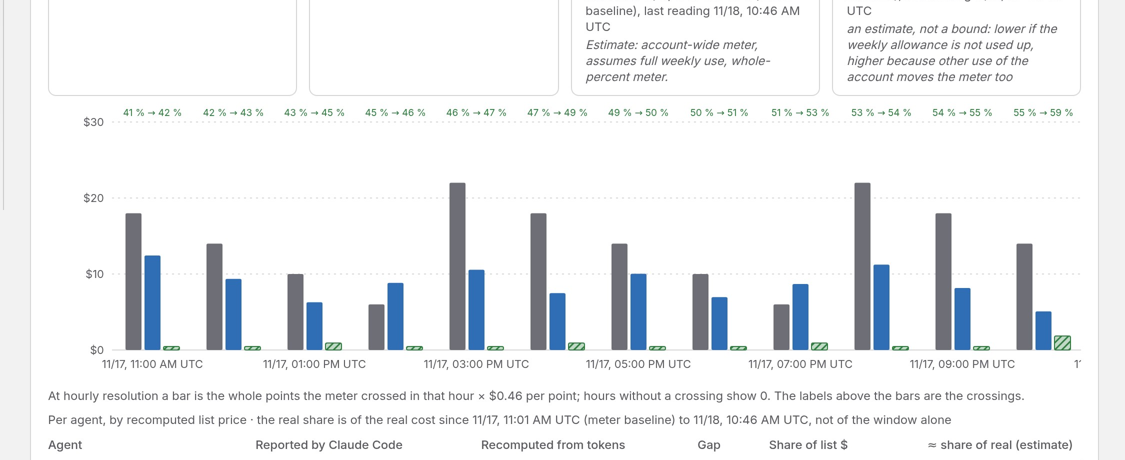 baseline), last reading 11/18, 10:46 AM
UTC
Estimate: account-wide meter,
assumes full weekly use, whole-
percent meter.
UTC
an estimate, not a bound: lower if the
weekly allowance is not used up,
higher because other use of the
account moves the meter too
41 % → 42 % 42 % → 43 % 43 % → 45 % 45 % → 46 % 46 % → 47 % 47 % → 49 % 49 % → 50 % 50 % → 51 % 51 % → 53 % 53 % → 54 % 54 % → 55 % 55 % → 59 %
$30
$20
$10
$0
11/17, 11:00 AM UTC 11/17, 01:00 PM UTC 11/17, 03:00 PM UTC 11/17, 05:00 PM UTC 11/17, 07:00 PM UTC 11/17, 09:00 PM UTC
At hourly resolution a bar is the whole points the meter crossed in that hour × $0.46 per point; hours without a crossing show 0. The labels above the bars are the crossings.
Per agent, by recomputed list price · the real share is of the real cost since 11/17, 11:01 AM UTC (meter baseline) to 11/18, 10:46 AM UTC, not of the window alone
Agent Reported by Claude Code Recomputed from tokens Gap Share of list $ ≈ share of real (estimate)